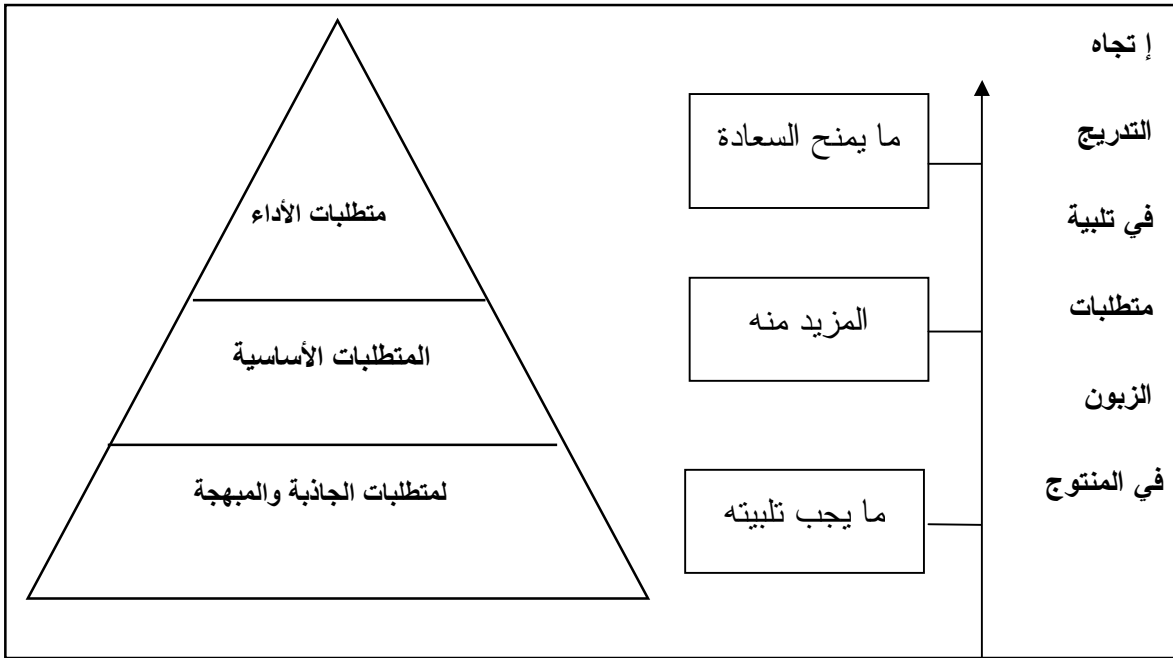 إ تجاه
التدريج
في تلبية
متطلبات
الزبون
في المنتوج
ما يمنح السعادة
المزيد منه
ما يجب تلبيته
متطلبات الأداء
المتطلبات الأساسية
لمتطلبات الجاذبة والمبهجة